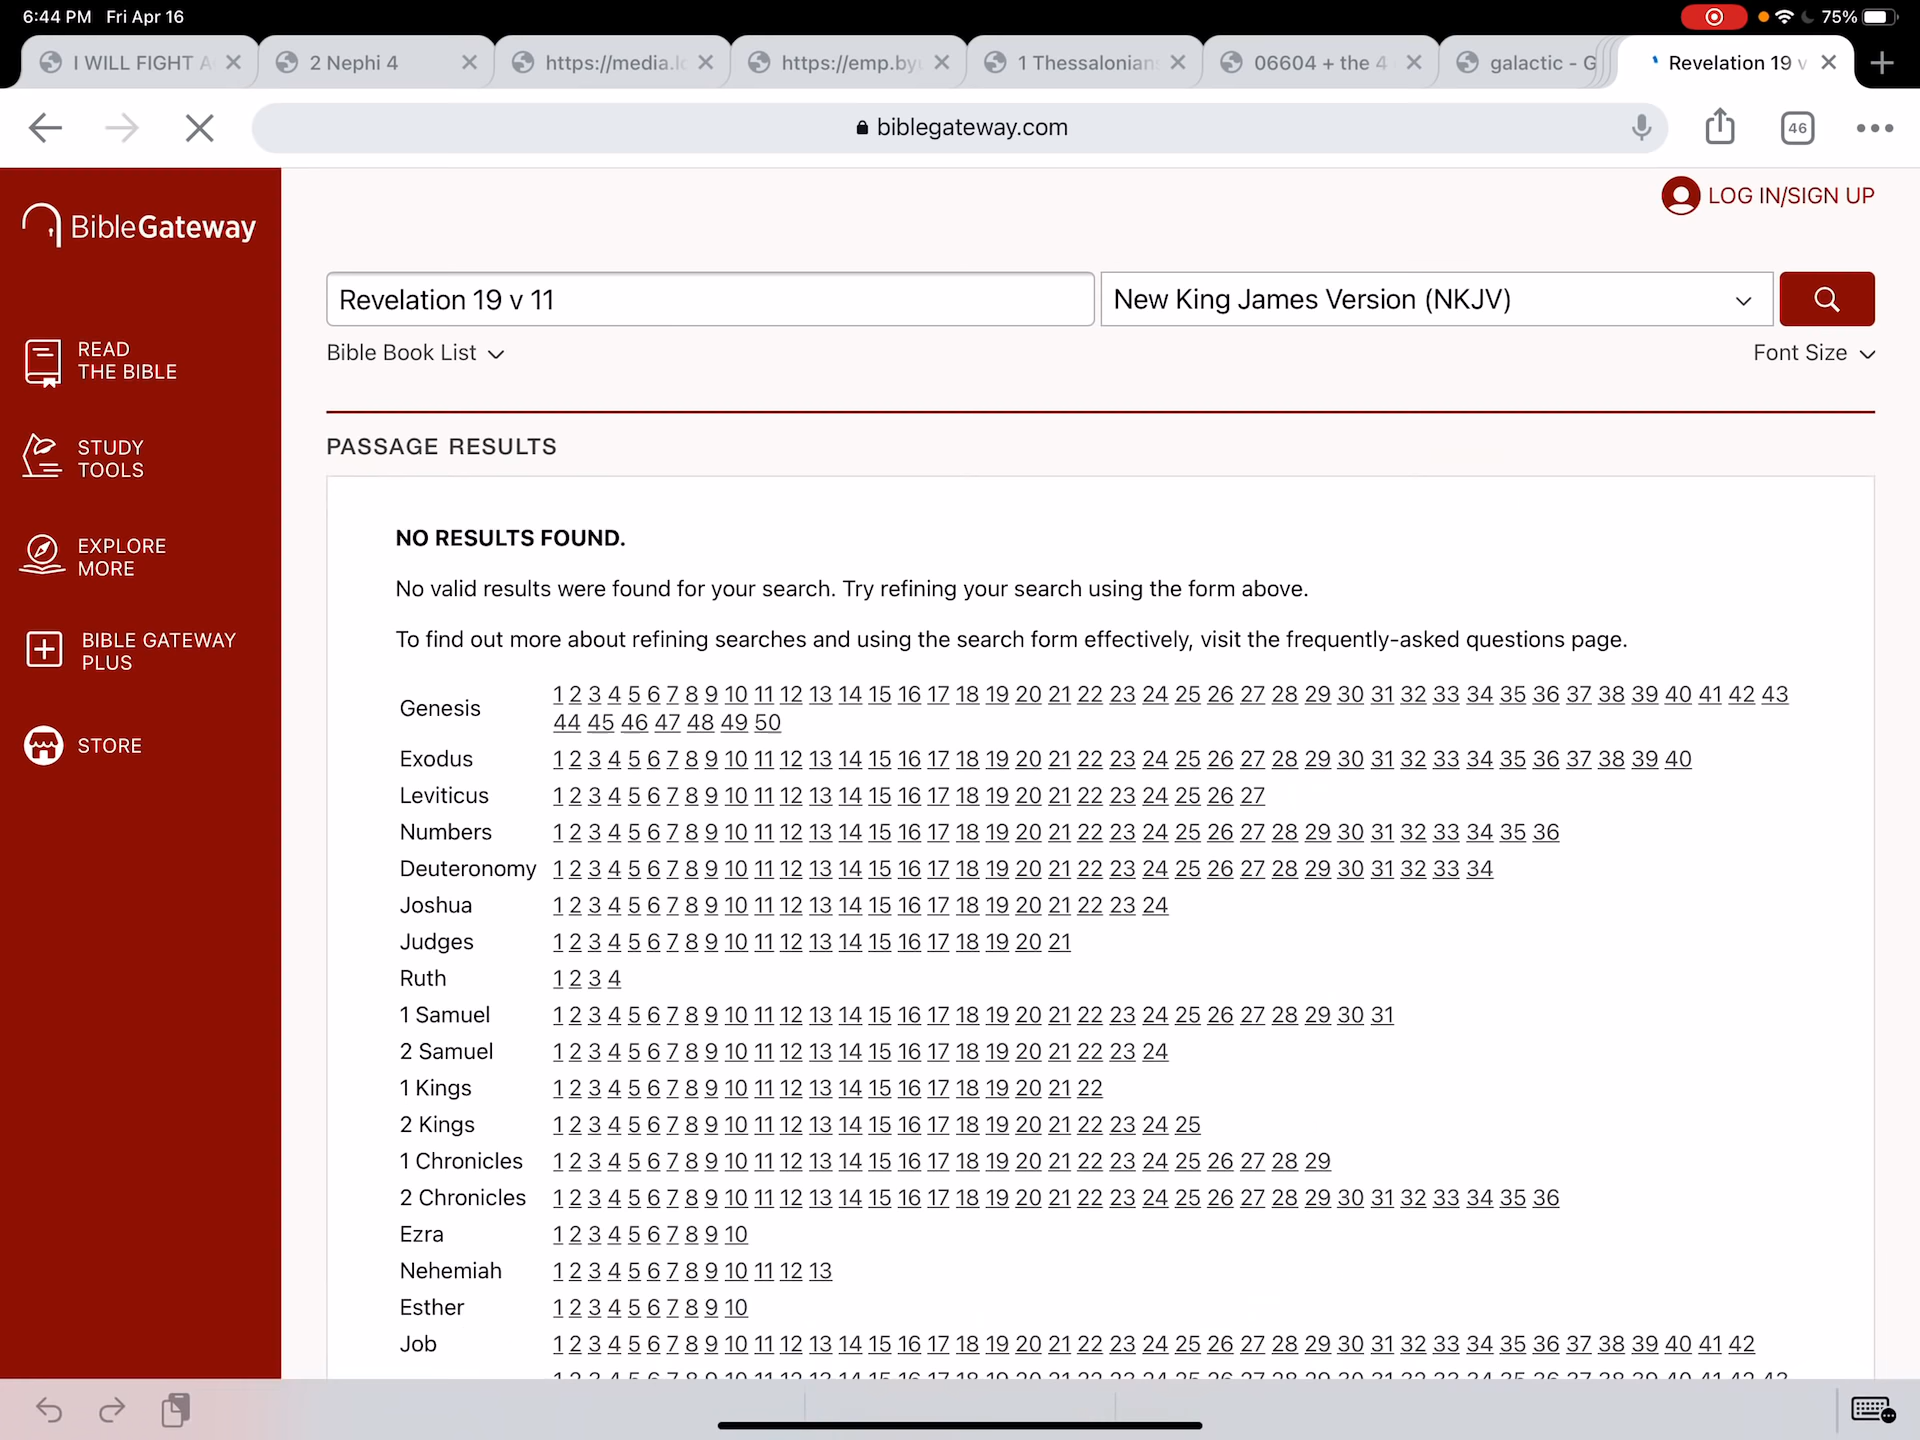 6:44 PM Fri Apr 16
75%
I WILL FIGHT A
2 Nephi 4
https://media.lc
https://emp.byu
1 Thessalonians
06604 + the 4
galactic - G
Revelation 19 v
biblegateway.com
46
BibleGateway
LOG IN/SIGN UP
Revelation 19 v 11
New King James Version (NKJV)
Bible Book List
Font Size
READ
THE BIBLE
STUDY
TOOLS
EXPLORE
MORE
BIBLE GATEWAY
PLUS
STORE
PASSAGE RESULTS
NO RESULTS FOUND.
No valid results were found for your search. Try refining your search using the form above.
To find out more about refining searches and using the search form effectively, visit the frequently-asked questions page.
Genesis 1 2 3 4 5 6 7 8 9 10 11 12 13 14 15 16 17 18 19 20 21 22 23 24 25 26 27 28 29 30 31 32 33 34 35 36 37 38 39 40 41 42 43
44 45 46 47 48 49 50
Exodus 1 2 3 4 5 6 7 8 9 10 11 12 13 14 15 16 17 18 19 20 21 22 23 24 25 26 27 28 29 30 31 32 33 34 35 36 37 38 39 40
Leviticus 1 2 3 4 5 6 7 8 9 10 11 12 13 14 15 16 17 18 19 20 21 22 23 24 25 26 27
Numbers 1 2 3 4 5 6 7 8 9 10 11 12 13 14 15 16 17 18 19 20 21 22 23 24 25 26 27 28 29 30 31 32 33 34 35 36
Deuteronomy 1 2 3 4 5 6 7 8 9 10 11 12 13 14 15 16 17 18 19 20 21 22 23 24 25 26 27 28 29 30 31 32 33 34
Joshua 1 2 3 4 5 6 7 8 9 10 11 12 13 14 15 16 17 18 19 20 21 22 23 24
Judges 1 2 3 4 5 6 7 8 9 10 11 12 13 14 15 16 17 18 19 20 21
Ruth 1 2 3 4
1 Samuel 1 2 3 4 5 6 7 8 9 10 11 12 13 14 15 16 17 18 19 20 21 22 23 24 25 26 27 28 29 30 31
2 Samuel 1 2 3 4 5 6 7 8 9 10 11 12 13 14 15 16 17 18 19 20 21 22 23 24
1 Kings 1 2 3 4 5 6 7 8 9 10 11 12 13 14 15 16 17 18 19 20 21 22
2 Kings 1 2 3 4 5 6 7 8 9 10 11 12 13 14 15 16 17 18 19 20 21 22 23 24 25
1 Chronicles 1 2 3 4 5 6 7 8 9 10 11 12 13 14 15 16 17 18 19 20 21 22 23 24 25 26 27 28 29
2 Chronicles 1 2 3 4 5 6 7 8 9 10 11 12 13 14 15 16 17 18 19 20 21 22 23 24 25 26 27 28 29 30 31 32 33 34 35 36
Ezra 1 2 3 4 5 6 7 8 9 10
Nehemiah 1 2 3 4 5 6 7 8 9 10 11 12 13
Esther 1 2 3 4 5 6 7 8 9 10
Job 1 2 3 4 5 6 7 8 9 10 11 12 13 14 15 16 17 18 19 20 21 22 23 24 25 26 27 28 29 30 31 32 33 34 35 36 37 38 39 40 41 42